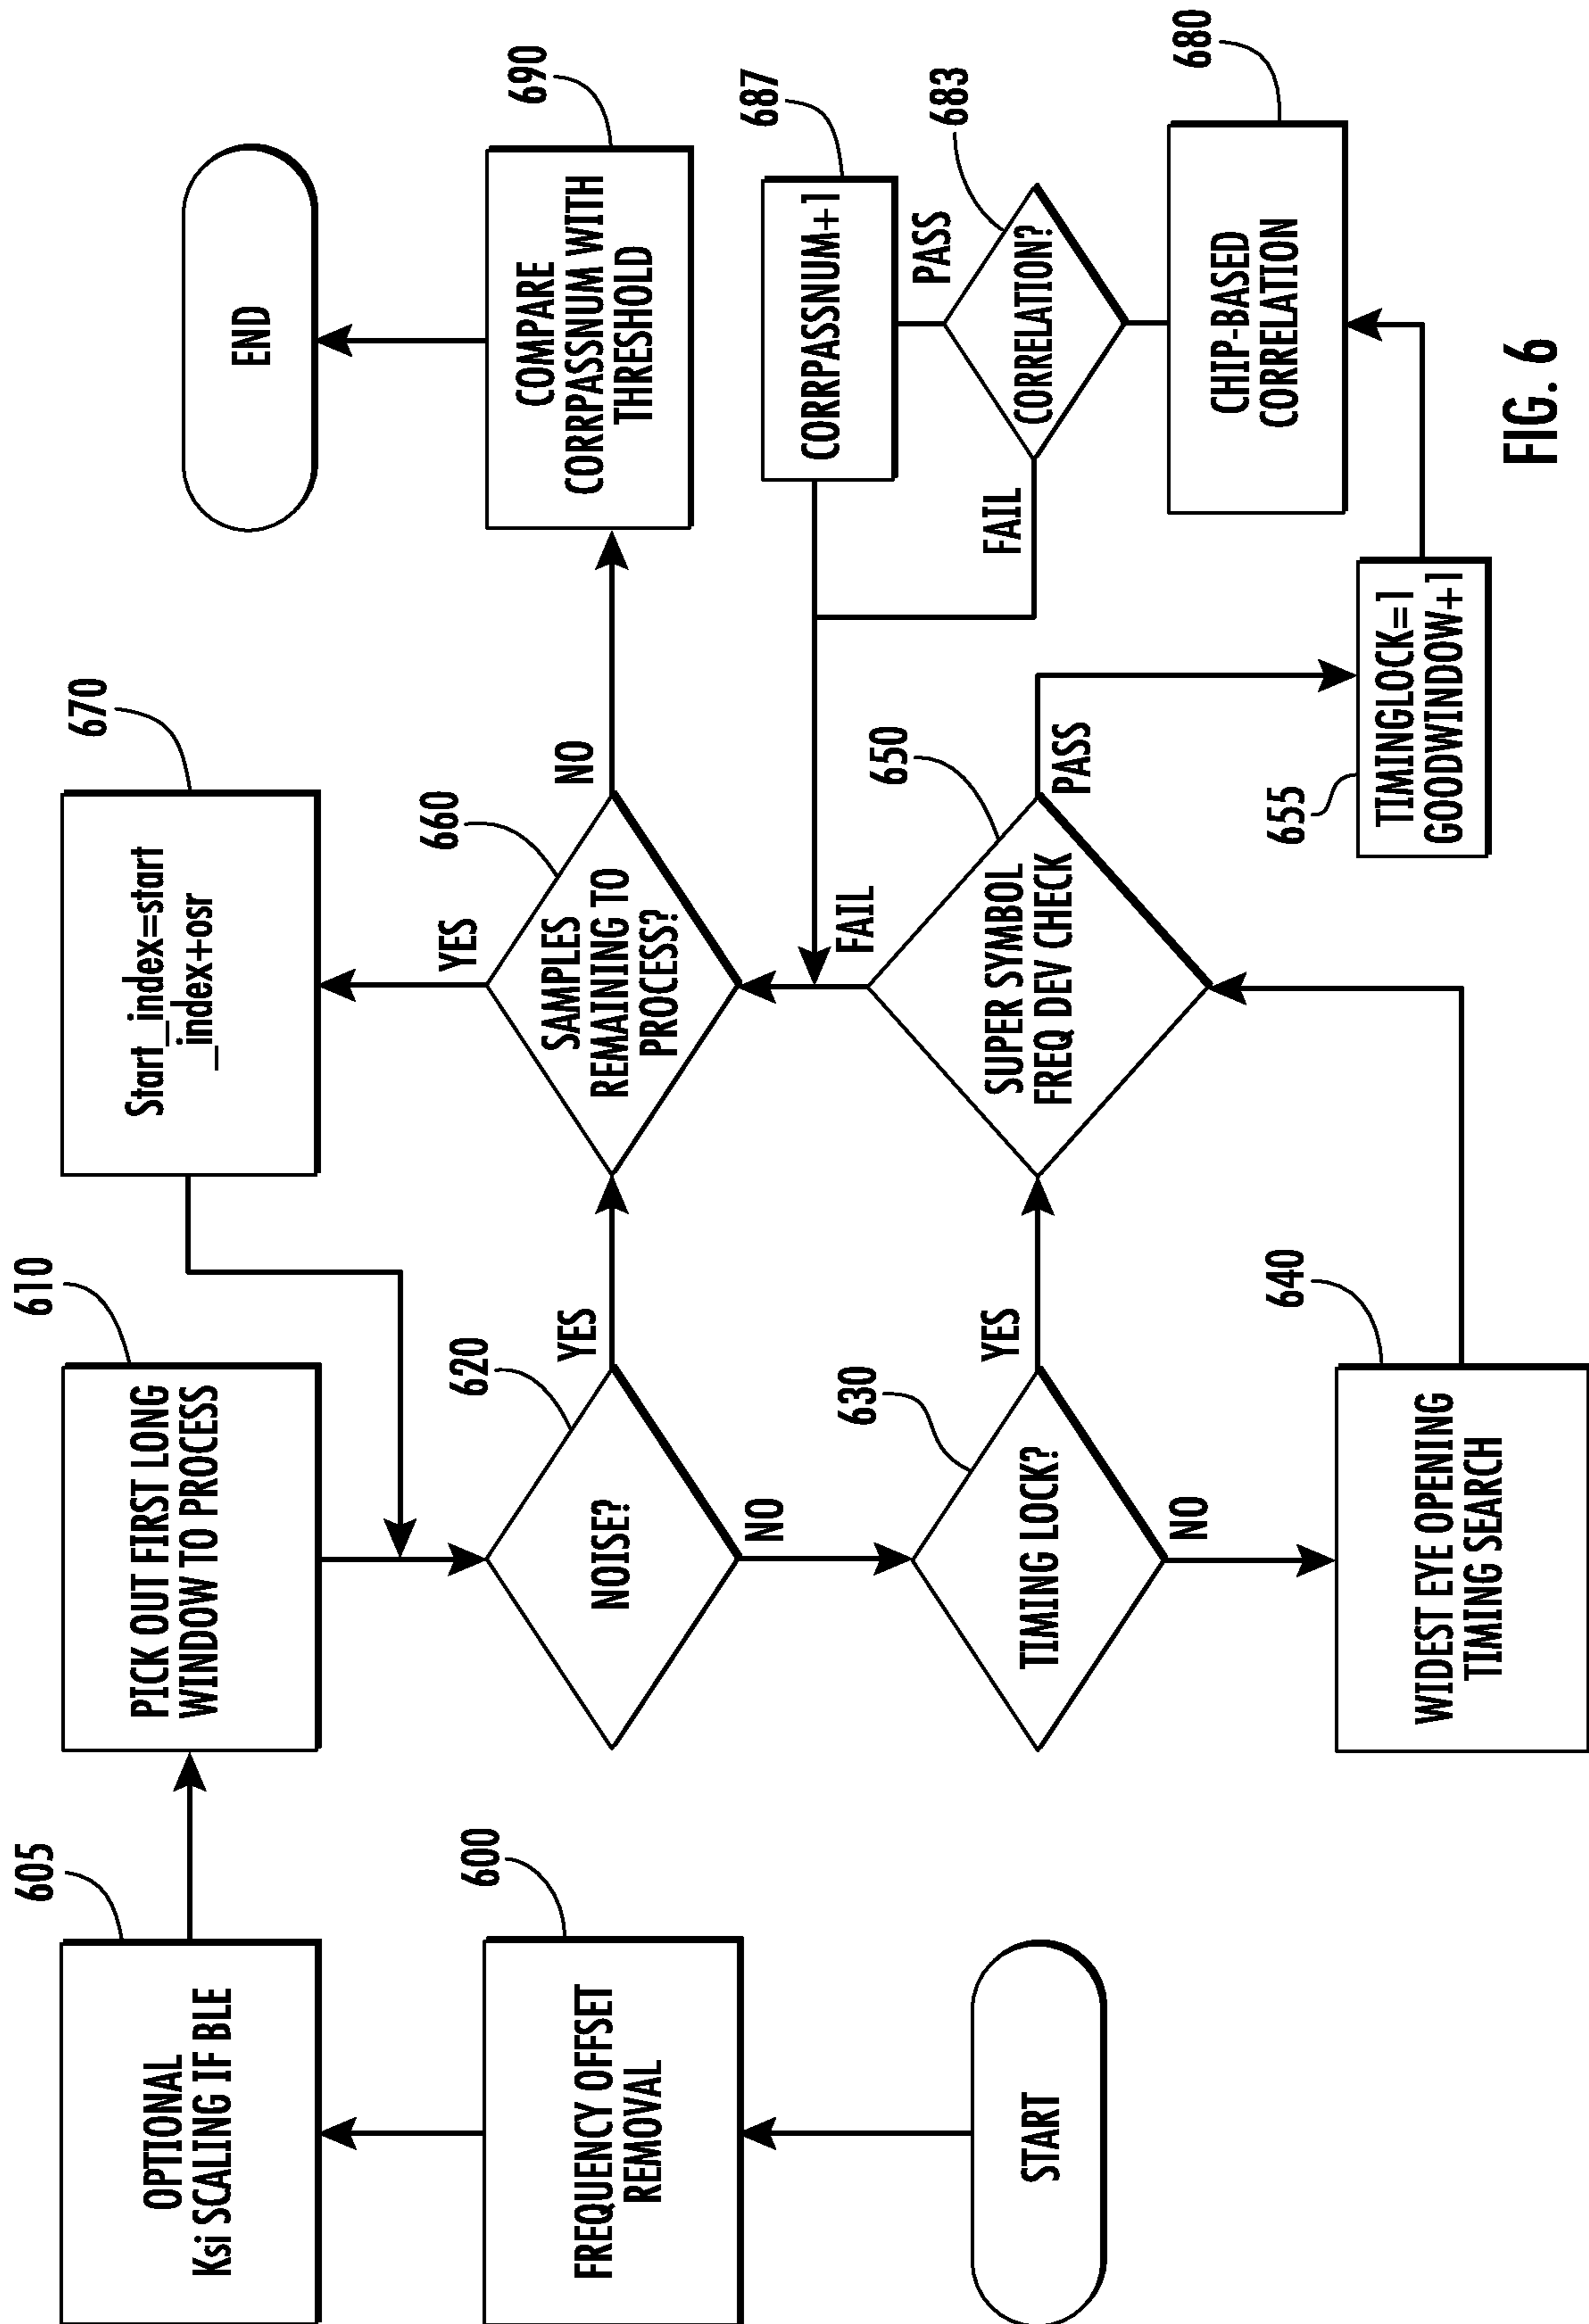 START
FREQUENCY OFFSET
REMOVAL
600
OPTIONAL
Ksi SCALING IF BLE
605
PICK OUT FIRST LONG
WINDOW TO PROCESS
610
NOISE?
620
YES
NO
TIMING LOCK?
630
YES
NO
WIDEST EYE OPENING
TIMING SEARCH
640
Start_index=start
_index+osr
670
SAMPLES
REMAINING TO
PROCESS?
660
YES
NO
SUPER SYMBOL
FREQ DEV CHECK
650
FAIL
PASS
TIMINGLOCK=1
GOODWINDOW+1
655
END
COMPARE
CORRPASSNUM WITH
THRESHOLD
690
CORRPASSNUM+1
687
PASS
CORRELATION?
683
FAIL
CHIP-BASED
CORRELATION
680
FIG. 6